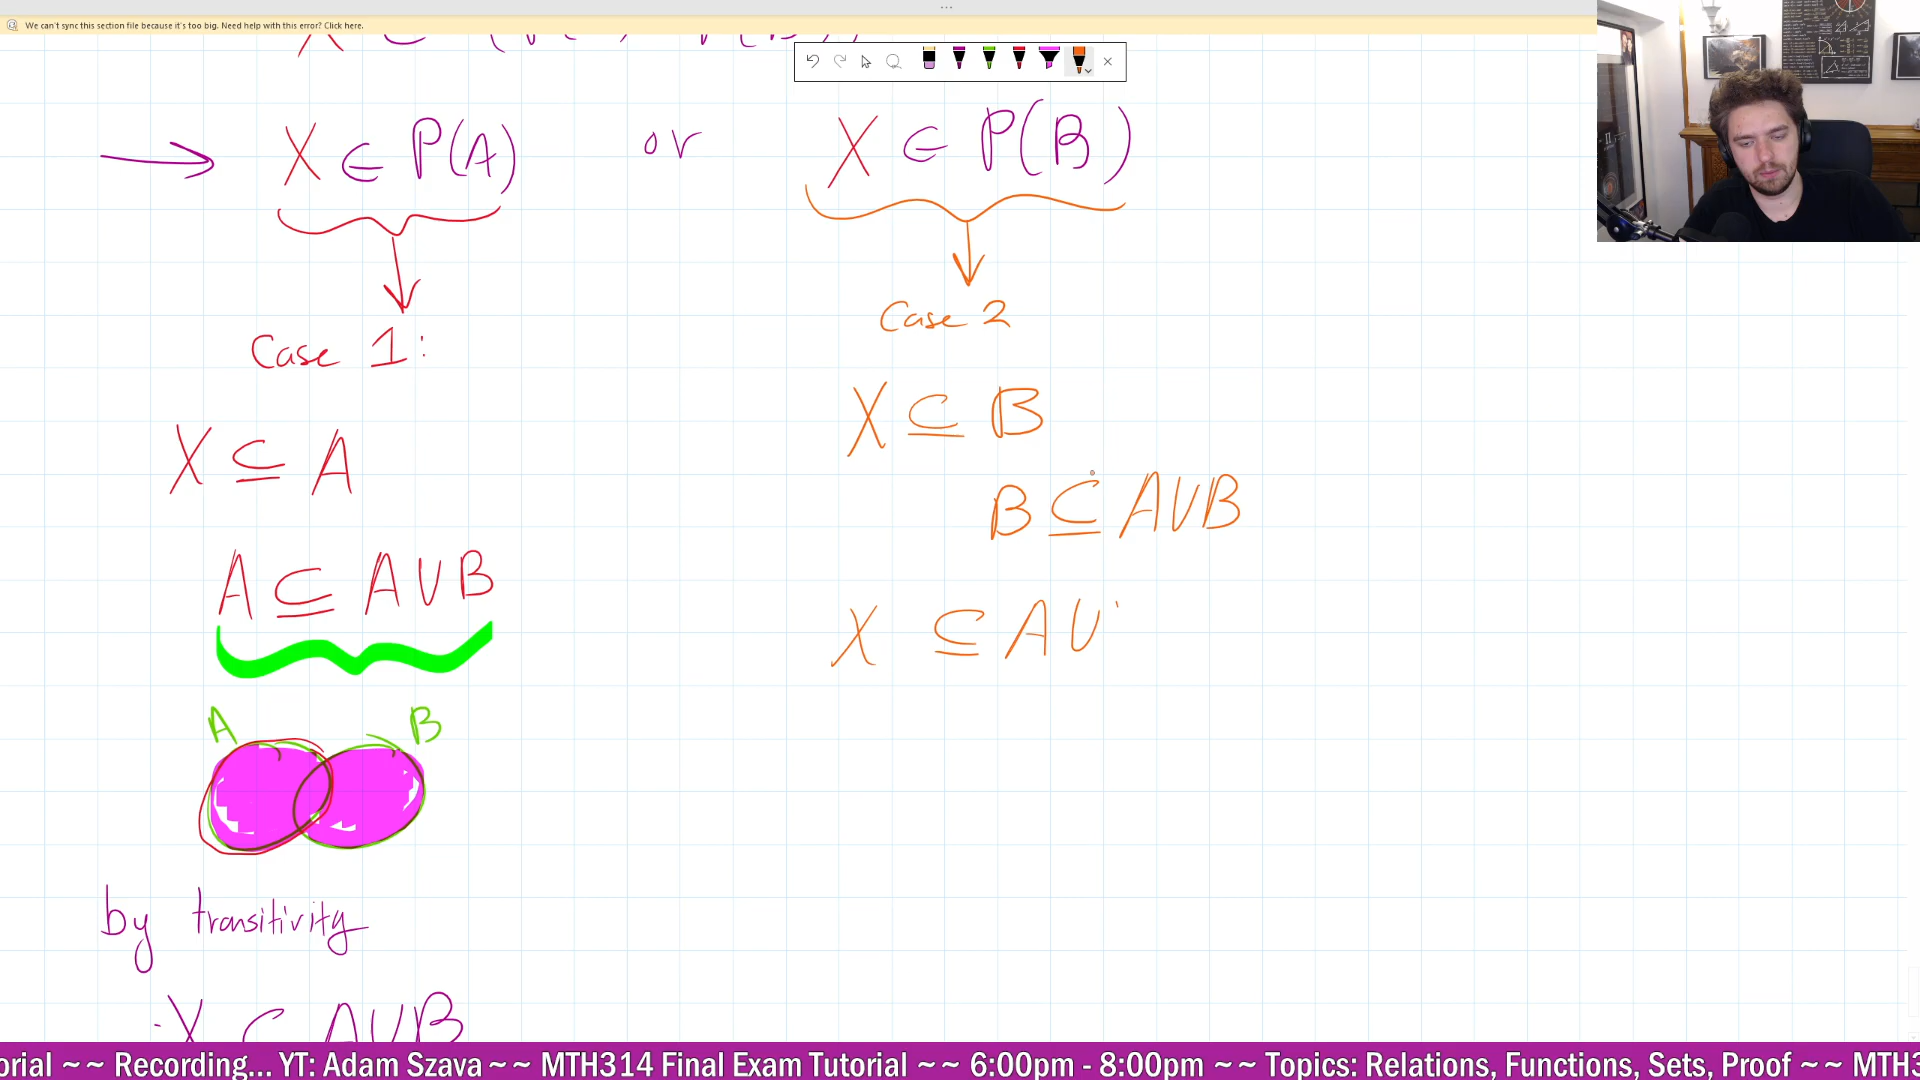 We can't sync this section file because it's too big. Need help with this error? Click here.
X ∈ P(A) or X ∈ P(B)
Case 1:
X ⊆ A
A ⊆ A ∪ B
A B
by transitivity
X ⊆ A ∪ B
Case 2
X ⊆ B
B ⊆ A ∪ B
X ⊆ A ∪
orial ~~ Recording... YT: Adam Szava ~~ MTH314 Final Exam Tutorial ~~ 6:00pm - 8:00pm ~~ Topics: Relations, Functions, Sets, Proof ~~ MTH3